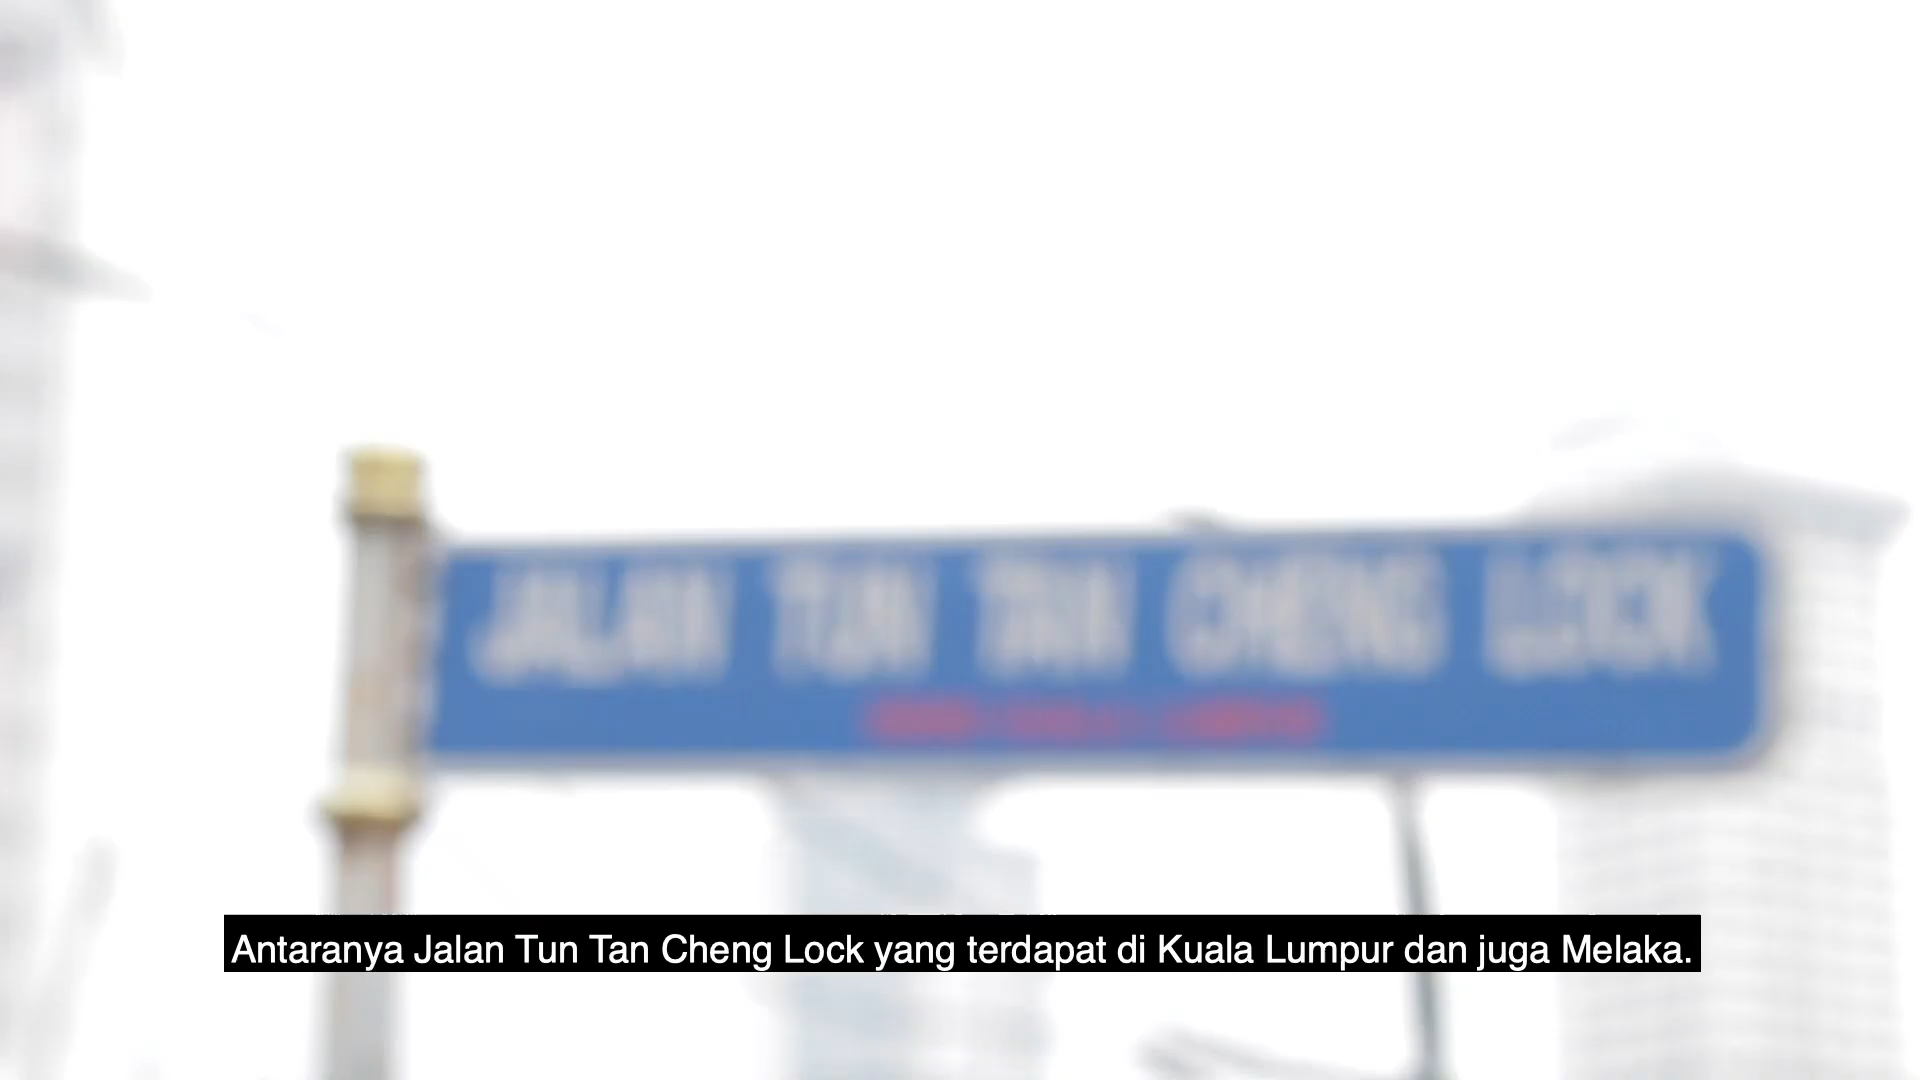 JALAN TUN TAN CHENG LOCK
Antaranya Jalan Tun Tan Cheng Lock yang terdapat di Kuala Lumpur dan juga Melaka.